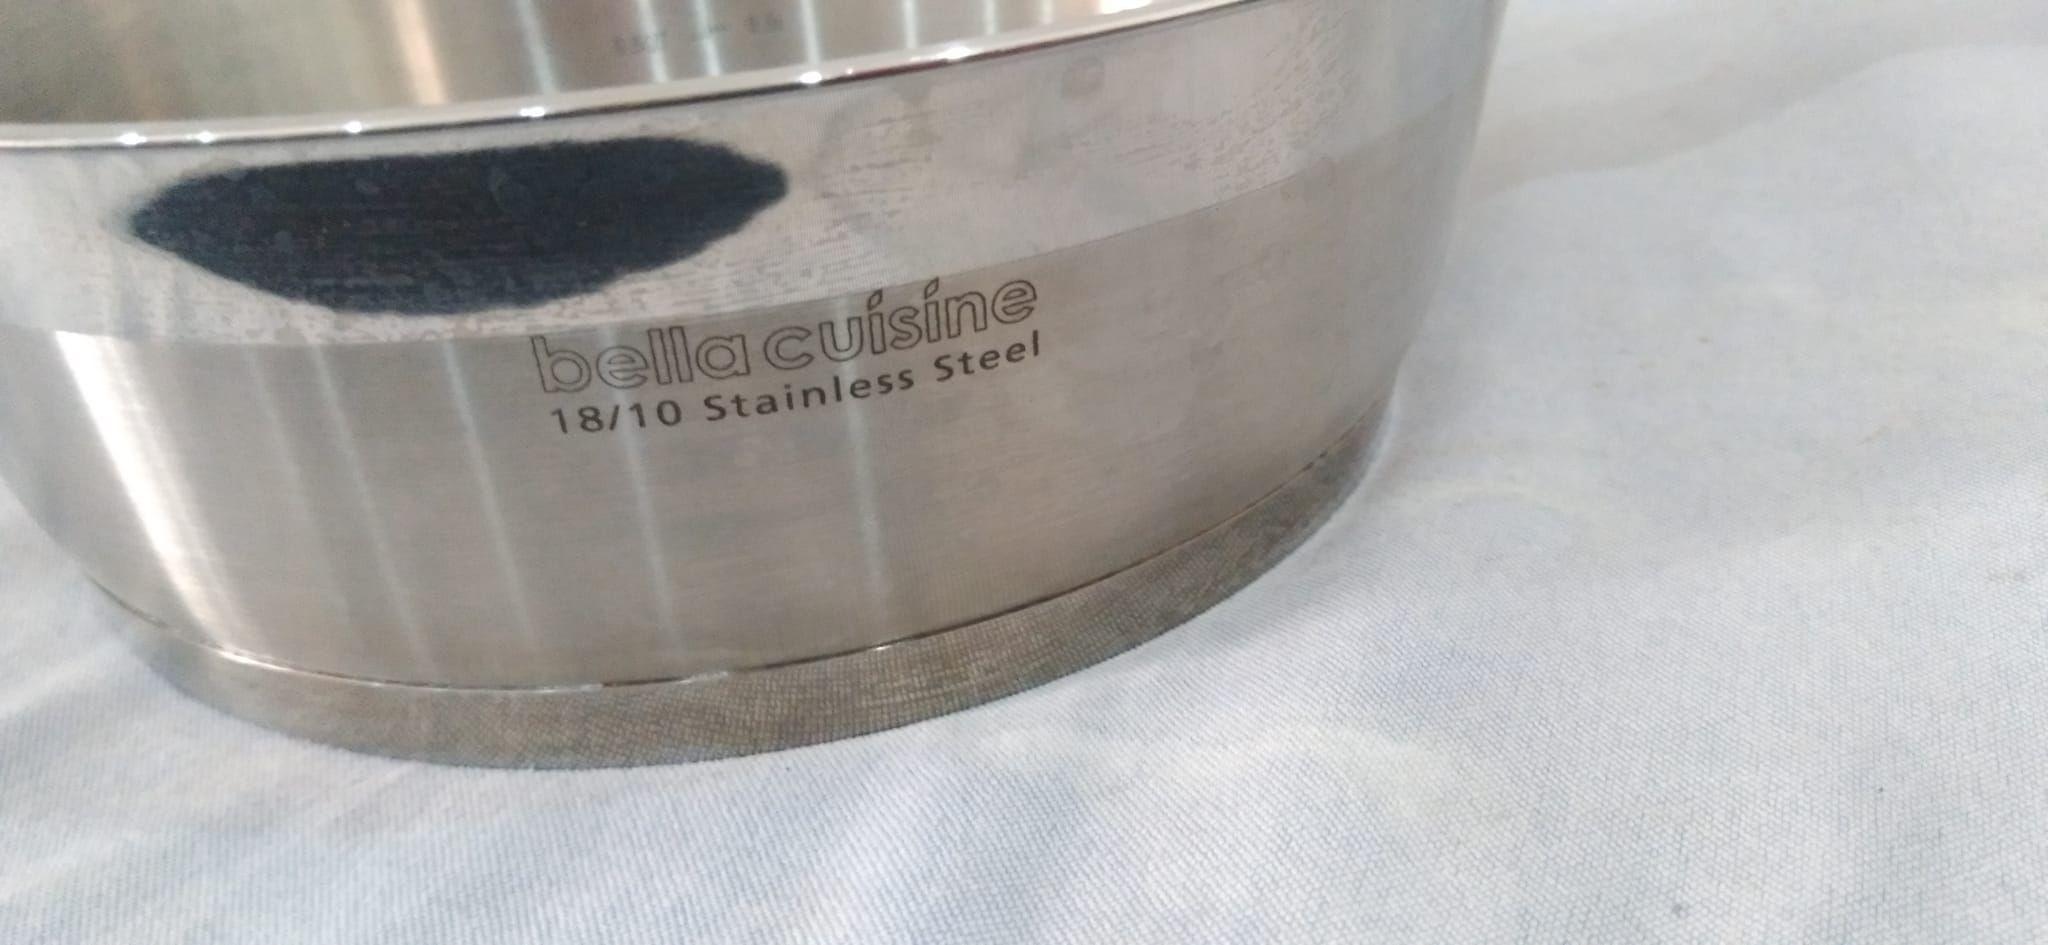 bella cuisine
18/10 Stainless Steel